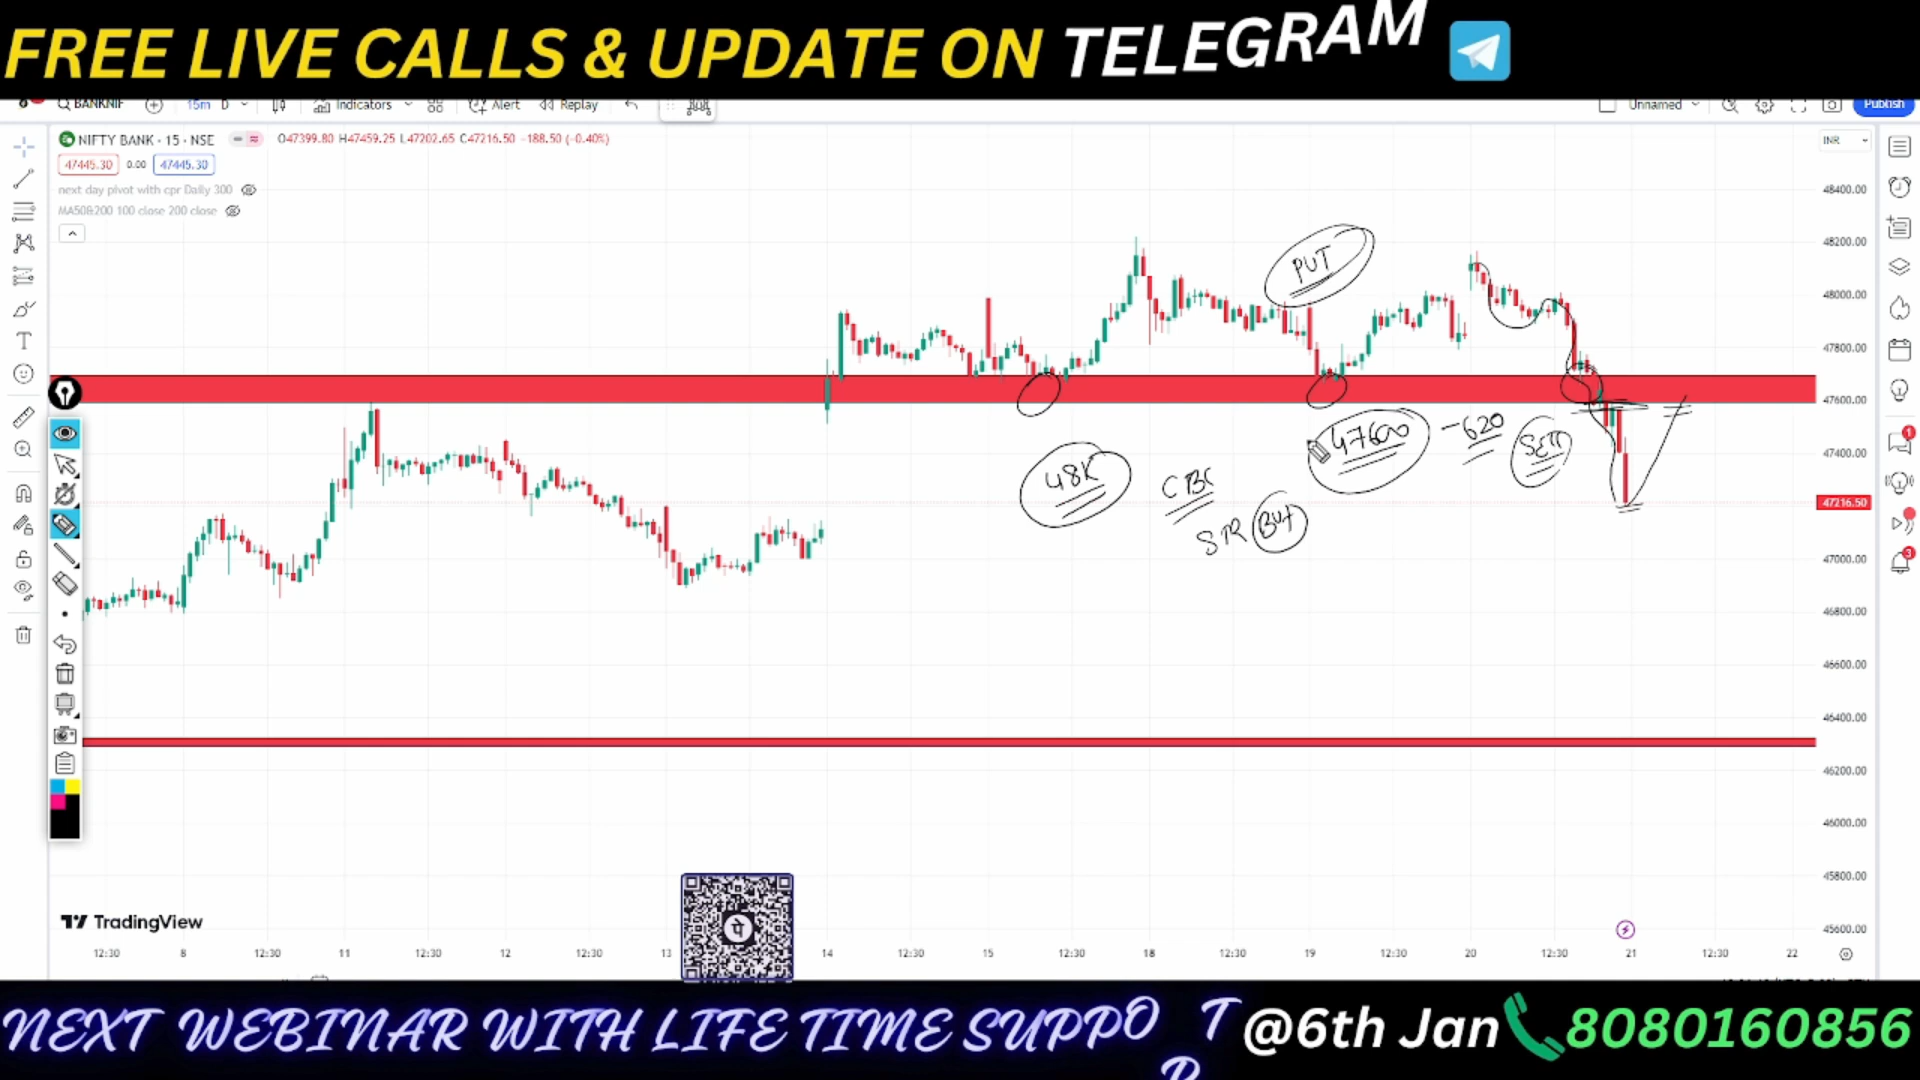 FREE LIVE CALLS & UPDATE ON TELEGRAM
BANKNIF 15m D Indicators Alert Replay Unnamed Publish
NIFTY BANK · 15 · NSE O47399.80 H47459.25 L47202.65 C47216.50 -188.50 (-0.40%)
INR
47445.30 0.00 47445.30
next day pivot with cpr Daily 300
MA50&200 100 close 200 close
48400.00
48200.00
48000.00
47800.00
47600.00
47400.00
47216.50
47000.00
46800.00
46600.00
46400.00
46200.00
46000.00
45800.00
45600.00
PUT
47600 -620
48K CBC
STR BUY
पे
TradingView
12:30 8 12:30 11 12:30 12 12:30 13 14 12:30 15 12:30 18 12:30 19 12:30 20 12:30 21 12:30 22
1
3
NEXT WEBINAR WITH LIFE TIME SUPPORT @6th Jan 8080160856